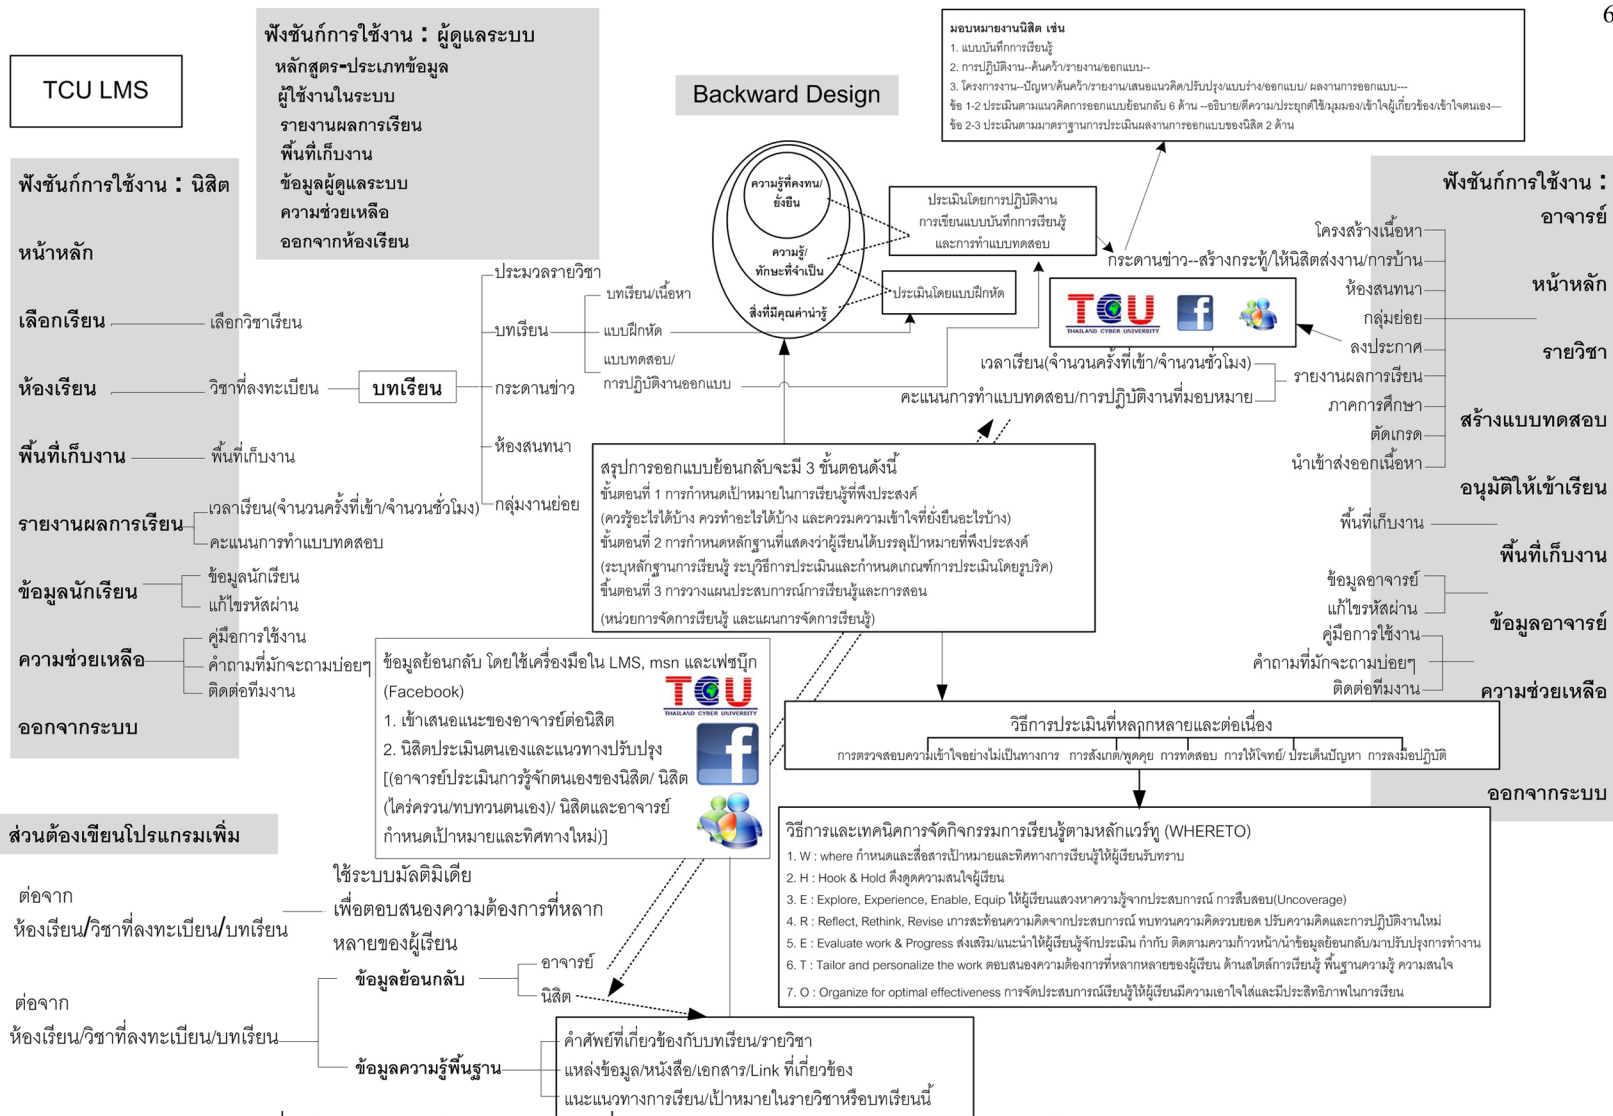 6
TCU LMS
ฟังชันก์การใช้งาน : ผู้ดูแลระบบ
หลักสูตร-ประเภทข้อมูล
ผู้ใช้งานในระบบ
รายงานผลการเรียน
พื้นที่เก็บงาน
ข้อมูลผู้ดูแลระบบ
ความช่วยเหลือ
ออกจากห้องเรียน
Backward Design
มอบหมายงานนิสิต เช่น
1. แบบบันทึกการเรียนรู้
2. การปฏิบัติงาน--ค้นคว้า/รายงาน/ออกแบบ--
3. โครงการงาน--ปัญหา/ค้นคว้า/รายงาน/เสนอแนวคิด/ปรับปรุง/แบบร่าง/ออกแบบ/ ผลงานการออกแบบ---
ข้อ 1-2 ประเมินตามแนวคิดการออกแบบย้อนกลับ 6 ด้าน --อธิบาย/ตีความ/ประยุกต์ใช้/มุมมอง/เข้าใจผู้เกี่ยวข้อง/เข้าใจตนเอง---
ข้อ 2-3 ประเมินตามมาตราฐานการประเมินผลงานการออกแบบของนิสิต 2 ด้าน
ฟังชันก์การใช้งาน : นิสิต
หน้าหลัก
เลือกเรียน
เลือกวิชาเรียน
ห้องเรียน
วิชาที่ลงทะเบียน
บทเรียน
พื้นที่เก็บงาน
พื้นที่เก็บงาน
รายงานผลการเรียน
เวลาเรียน(จำนวนครั้งที่เข้า/จำนวนชั่วโมง)
คะแนนการทำแบบทดสอบ
ข้อมูลนักเรียน
ข้อมูลนักเรียน
แก้ไขรหัสผ่าน
ความช่วยเหลือ
คู่มือการใช้งาน
คำถามที่มักจะถามบ่อยๆ
ติดต่อทีมงาน
ออกจากระบบ
ประมวลรายวิชา
บทเรียน
บทเรียน/เนื้อหา
แบบฝึกหัด
แบบทดสอบ/
การปฏิบัติงานออกแบบ
กระดานข่าว
ห้องสนทนา
กลุ่มงานย่อย
ความรู้ที่คงทน/
ยั่งยืน
ความรู้/
ทักษะที่จำเป็น
สิ่งที่มีคุณค่าน่ารู้
ประเมินโดยการปฏิบัติงาน
การเขียนแบบบันทึกการเรียนรู้
และการทำแบบทดสอบ
ประเมินโดยแบบฝึกหัด
TCU
THAILAND CYBER UNIVERSITY
f
ฟังชันก์การใช้งาน :
อาจารย์
โครงสร้างเนื้อหา
กระดานข่าว--สร้างกระทู้/ให้นิสิตส่งงาน/การบ้าน
ห้องสนทนา
กลุ่มย่อย
ลงประกาศ
รายงานผลการเรียน
เวลาเรียน(จำนวนครั้งที่เข้า/จำนวนชั่วโมง)
คะแนนการทำแบบทดสอบ/การปฏิบัติงานที่มอบหมาย
ภาคการศึกษา
ตัดเกรด
นำเข้าส่งออกเนื้อหา
หน้าหลัก
รายวิชา
สร้างแบบทดสอบ
อนุมัติให้เข้าเรียน
พื้นที่เก็บงาน
พื้นที่เก็บงาน
ข้อมูลอาจารย์
แก้ไขรหัสผ่าน
ข้อมูลอาจารย์
คู่มือการใช้งาน
คำถามที่มักจะถามบ่อยๆ
ติดต่อทีมงาน
ความช่วยเหลือ
ออกจากระบบ
สรุปการออกแบบย้อนกลับจะมี 3 ขั้นตอนดังนี้
ขั้นตอนที่ 1 การกำหนดเป้าหมายในการเรียนรู้ที่พึงประสงค์
(ควรรู้อะไรได้บ้าง ควรทำอะไรได้บ้าง และควรมความเข้าใจที่ยั่งยืนอะไรบ้าง)
ขั้นตอนที่ 2 การกำหนดหลักฐานที่แสดงว่าผู้เรียนได้บรรลุเป้าหมายที่พึงประสงค์
(ระบุหลักฐานการเรียนรู้ ระบุวิธีการประเมินและกำหนดเกณฑ์การประเมินโดยรูบริค)
ขึ้นตอนที่ 3 การวางแผนประสบการณ์การเรียนรู้และการสอน
(หน่วยการจัดการเรียนรู้ และแผนการจัดการเรียนรู้)
ข้อมูลย้อนกลับ โดยใช้เครื่องมือใน LMS, msn และเฟซบุ๊ก
(Facebook)
TCU
THAILAND CYBER UNIVERSITY
1. เข้าเสนอแนะของอาจารย์ต่อนิสิต
2. นิสิตประเมินตนเองและแนวทางปรับปรุง
f
[(อาจารย์ประเมินการรู้จักตนเองของนิสิต/ นิสิต
(ไคร่ครวน/ทบทวนตนเอง)/ นิสิตและอาจารย์
กำหนดเป้าหมายและทิศทางใหม่)]
วิธีการประเมินที่หลากหลายและต่อเนื่อง
การตรวจสอบความเข้าใจอย่างไม่เป็นทางการ การสังเกต/พูดคุย การทดสอบ การให้โจทย์/ ประเด็นปัญหา การลงมือปฏิบัติ
วิธีการและเทคนิคการจัดกิจกรรมการเรียนรู้ตามหลักแวร์ทู (WHERETO)
1. W : where กำหนดและสื่อสารเป้าหมายและทิศทางการเรียนรู้ให้ผู้เรียนรับทราบ
2. H : Hook & Hold ดึงดูดความสนใจผู้เรียน
3. E : Explore, Experience, Enable, Equip ให้ผู้เรียนแสวงหาความรู้จากประสบการณ์ การสืบสอบ(Uncoverage)
4. R : Reflect, Rethink, Revise เการสะท้อนความคิดจากประสบการณ์ ทบทวนความคิดรวบยอด ปรับความคิดและการปฏิบัติงานใหม่
5. E : Evaluate work & Progress ส่งเสริม/แนะนำให้ผู้เรียนรู้จักประเมิน กำกับ ติดตามความก้าวหน้า/นำข้อมูลย้อนกลับ/มาปรับปรุงการทำงาน
6. T : Tailor and personalize the work ตอบสนองความต้องการที่หลากหลายของผู้เรียน ด้านสไตล์การเรียนรู้ พื้นฐานความรู้ ความสนใจ
7. O : Organize for optimal effectiveness การจัดประสบการณ์เรียนรู้ให้ผู้เรียนมีความเอาใจใส่และมีประสิทธิภาพในการเรียน
ส่วนต้องเขียนโปรแกรมเพิ่ม
ต่อจาก
ห้องเรียน/วิชาที่ลงทะเบียน/บทเรียน
ใช้ระบบมัลติมิเดีย
เพื่อตอบสนองความต้องการที่หลาก
หลายของผู้เรียน
ต่อจาก
ห้องเรียน/วิชาที่ลงทะเบียน/บทเรียน
ข้อมูลย้อนกลับ
อาจารย์
นิสิต
ข้อมูลความรู้พื้นฐาน
คำศัพย์ที่เกี่ยวข้องกับบทเรียน/รายวิชา
แหล่งข้อมูล/หนังสือ/เอกสาร/Link ที่เกี่ยวข้อง
แนะแนวทางการเรียน/เป้าหมายในรายวิชาหรือบทเรียนนี้